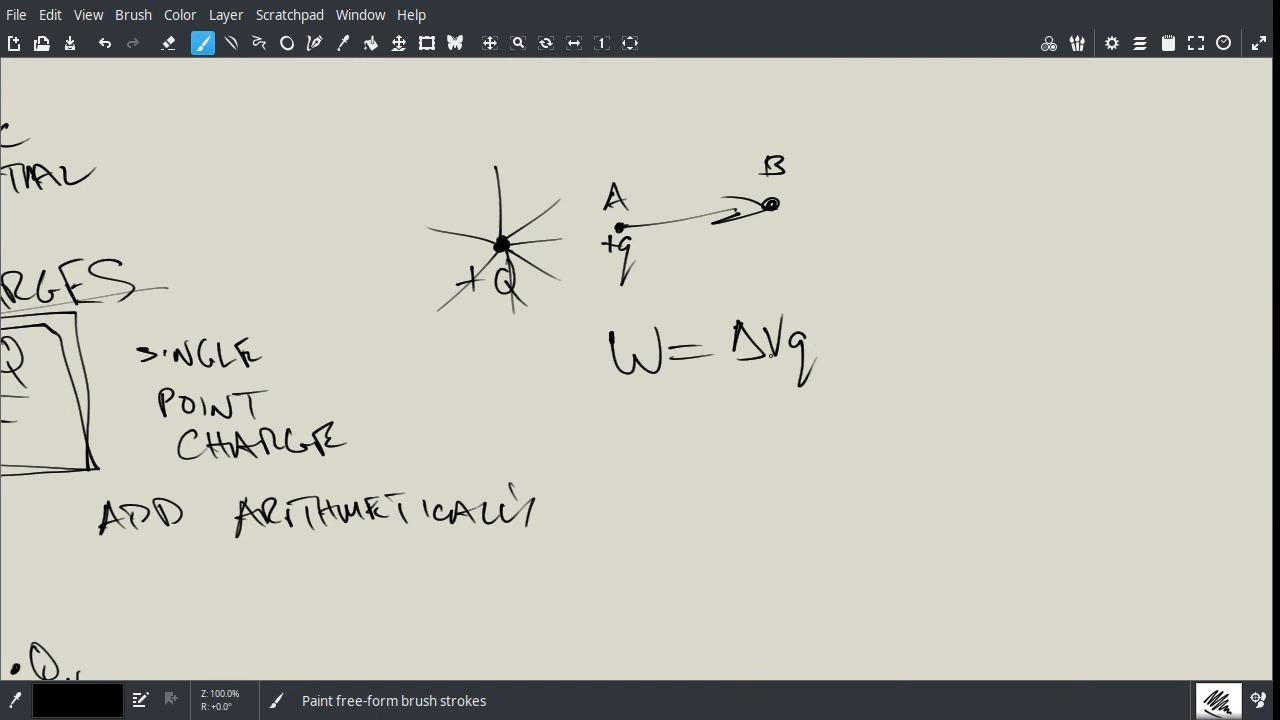 File Edit View Brush Color Layer Scratchpad Window Help
1
C
TIAL
RGES
Q
SINGLE
POINT
CHARGE
ADD ARITHMETICALLY
+Q
A
+q
B
W = ΔVq
Q
Z: 100.0%
R: +0.0°
Paint free-form brush strokes